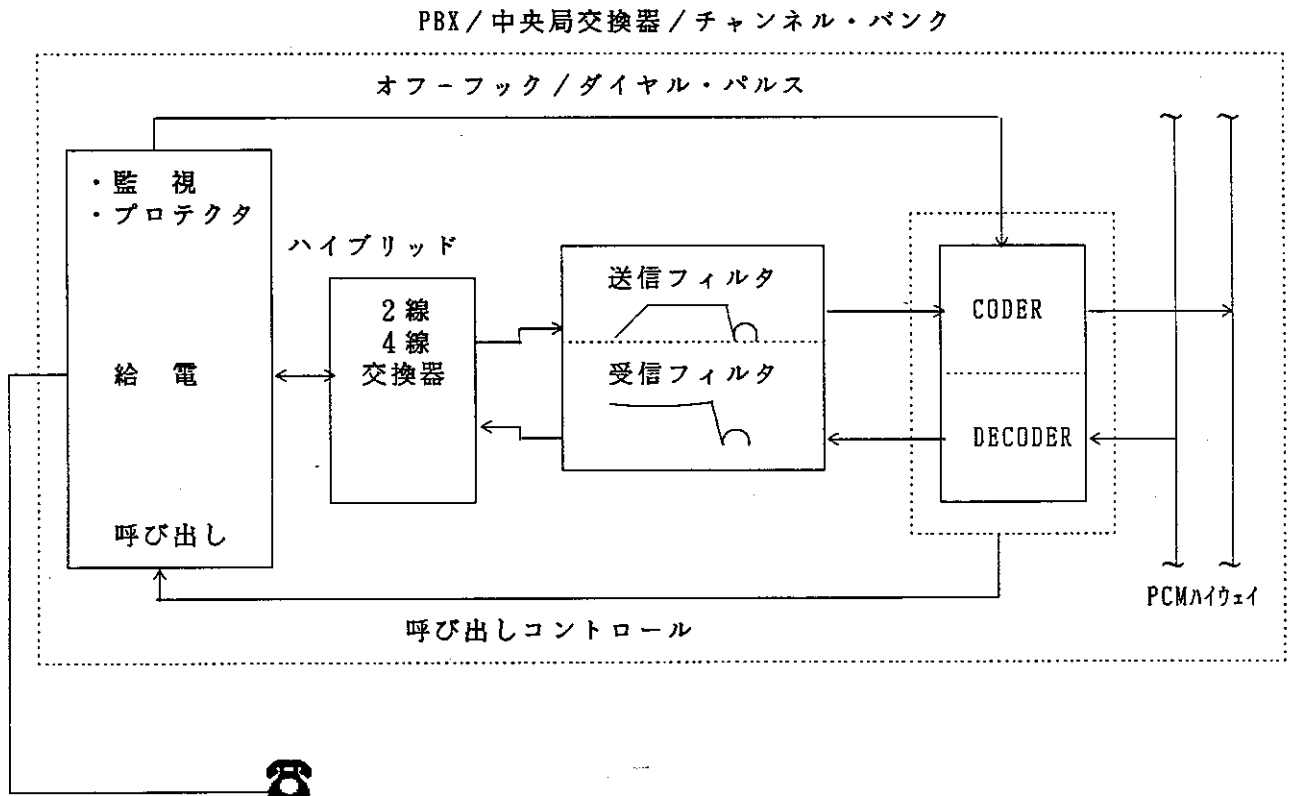 PBX/中央局交換器/チャンネル・バンク
オフ-フック/ダイヤル・パルス
・監 視
・プロテクタ
給 電
呼び出し
ハイブリッド
2線
4線
交換器
送信フィルタ
受信フィルタ
CODER
DECODER
PCMハイウェイ
呼び出しコントロール